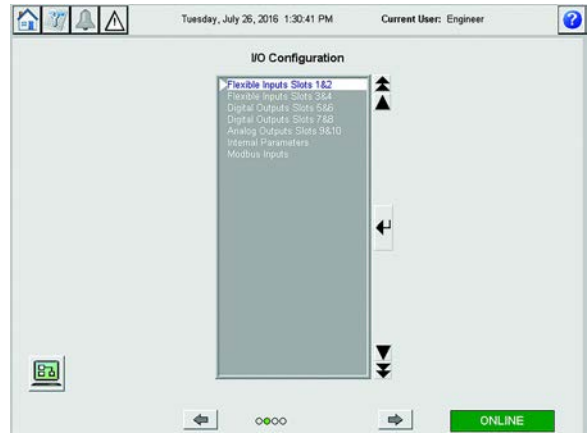 Tuesday, July 26, 2016 1:30:41 PM
Current User: Engineer
?
I/O Configuration
Flexible Inputs Slots 1&2
Flexible Inputs Slots 3&4
Digital Outputs Slots 5&6
Digital Outputs Slots 7&8
Analog Outputs Slots 9&10
Internal Parameters
Modbus Inputs
ONLINE